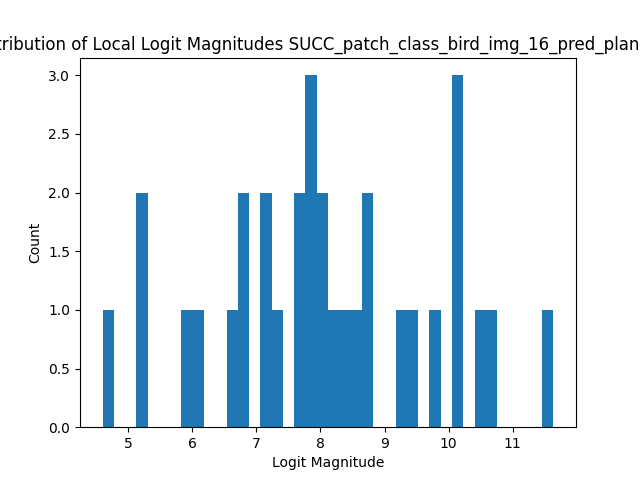 tribution of Local Logit Magnitudes SUCC_patch_class_bird_img_16_pred_plan
3.0
2.5
2.0
1.5
1.0
0.5
0.0
Count
5 6 7 8 9 10 11
Logit Magnitude